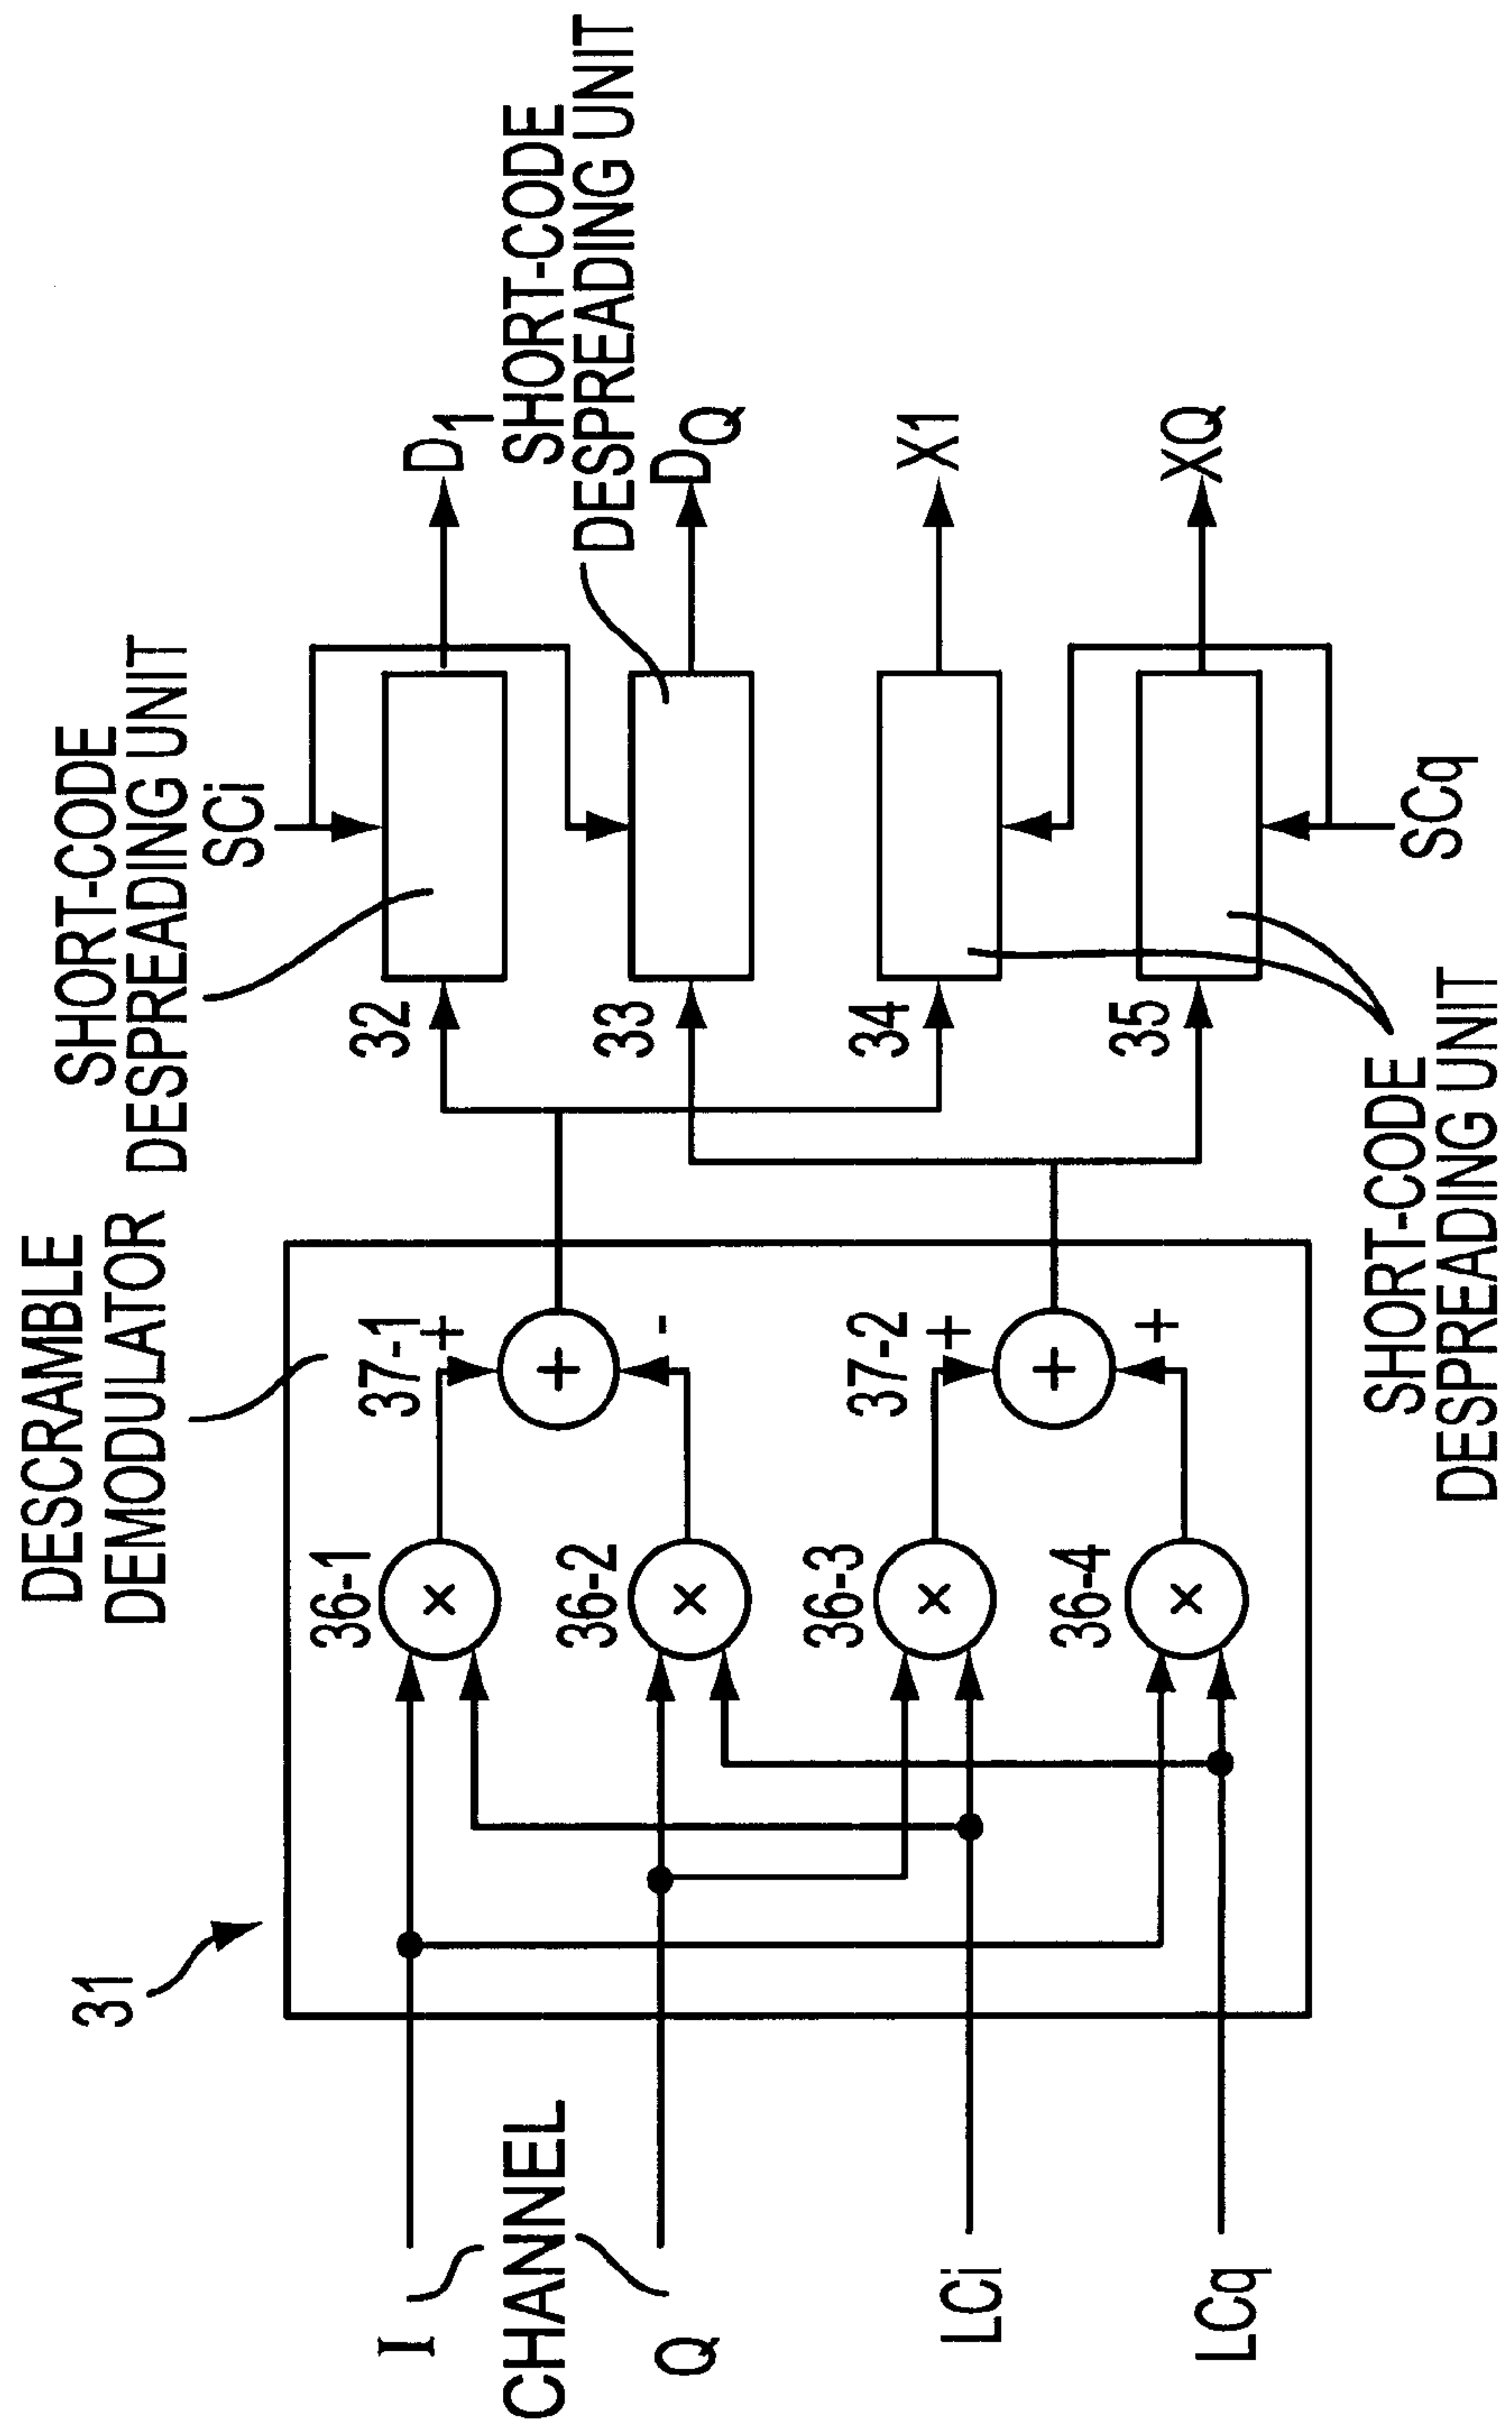 DESCRAMBLE
DEMODULATOR
SHORT-CODE
DESPREADING UNIT
31
SCi
I
36-1
×
37-1
+
+
-
32
D1
SHORT-CODE
DESPREADING UNIT
CHANNEL
Q
36-2
×
33
DQ
LCi
36-3
×
37-2
+
+
+
34
X1
LCq
36-4
×
35
XQ
SCq
SHORT-CODE
DESPREADING UNIT